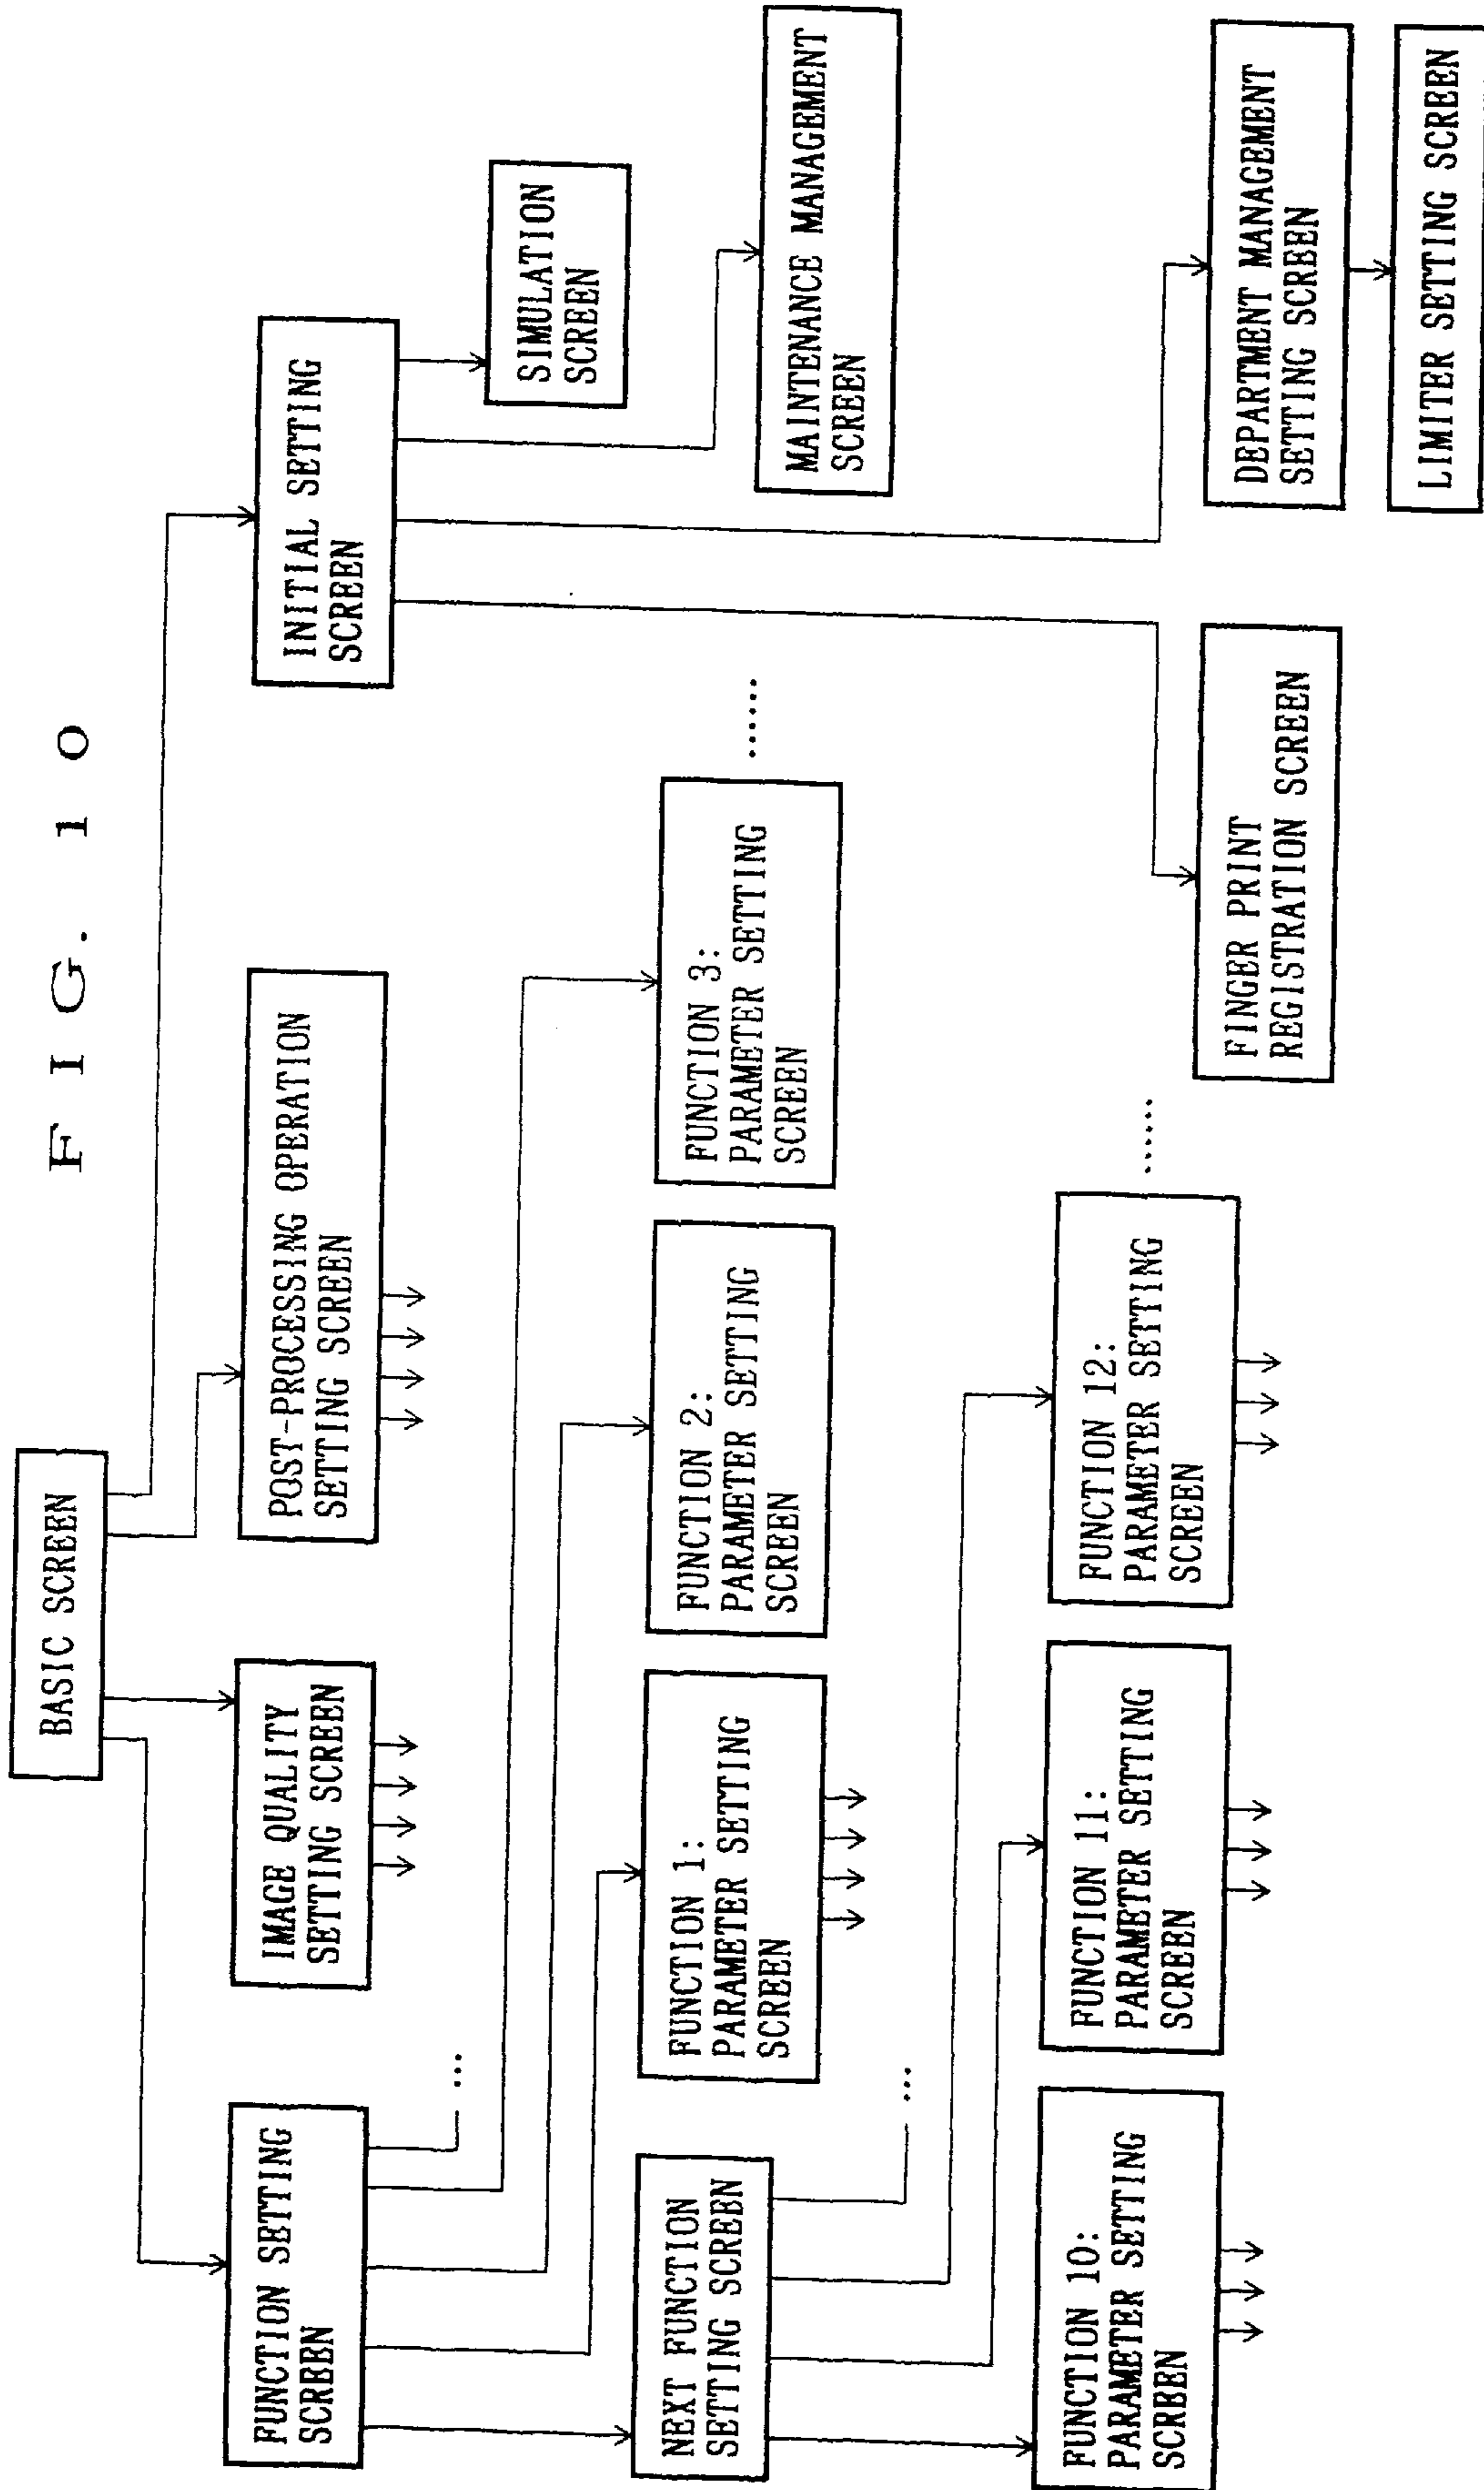 FIG. 10
BASIC SCREEN
FUNCTION SETTING
SCREEN
IMAGE QUALITY
SETTING SCREEN
POST-PROCESSING OPERATION
SETTING SCREEN
INITIAL SETTING
SCREEN
...
SIMULATION
SCREEN
NEXT FUNCTION
SETTING SCREEN
FUNCTION 1:
PARAMETER SETTING
SCREEN
FUNCTION 2:
PARAMETER SETTING
SCREEN
FUNCTION 3:
PARAMETER SETTING
SCREEN
......
MAINTENANCE MANAGEMENT
SCREEN
...
FUNCTION 10:
PARAMETER SETTING
SCREEN
FUNCTION 11:
PARAMETER SETTING
SCREEN
FUNCTION 12:
PARAMETER SETTING
SCREEN
......
FINGER PRINT
REGISTRATION SCREEN
DEPARTMENT MANAGEMENT
SETTING SCREEN
LIMITER SETTING SCREEN